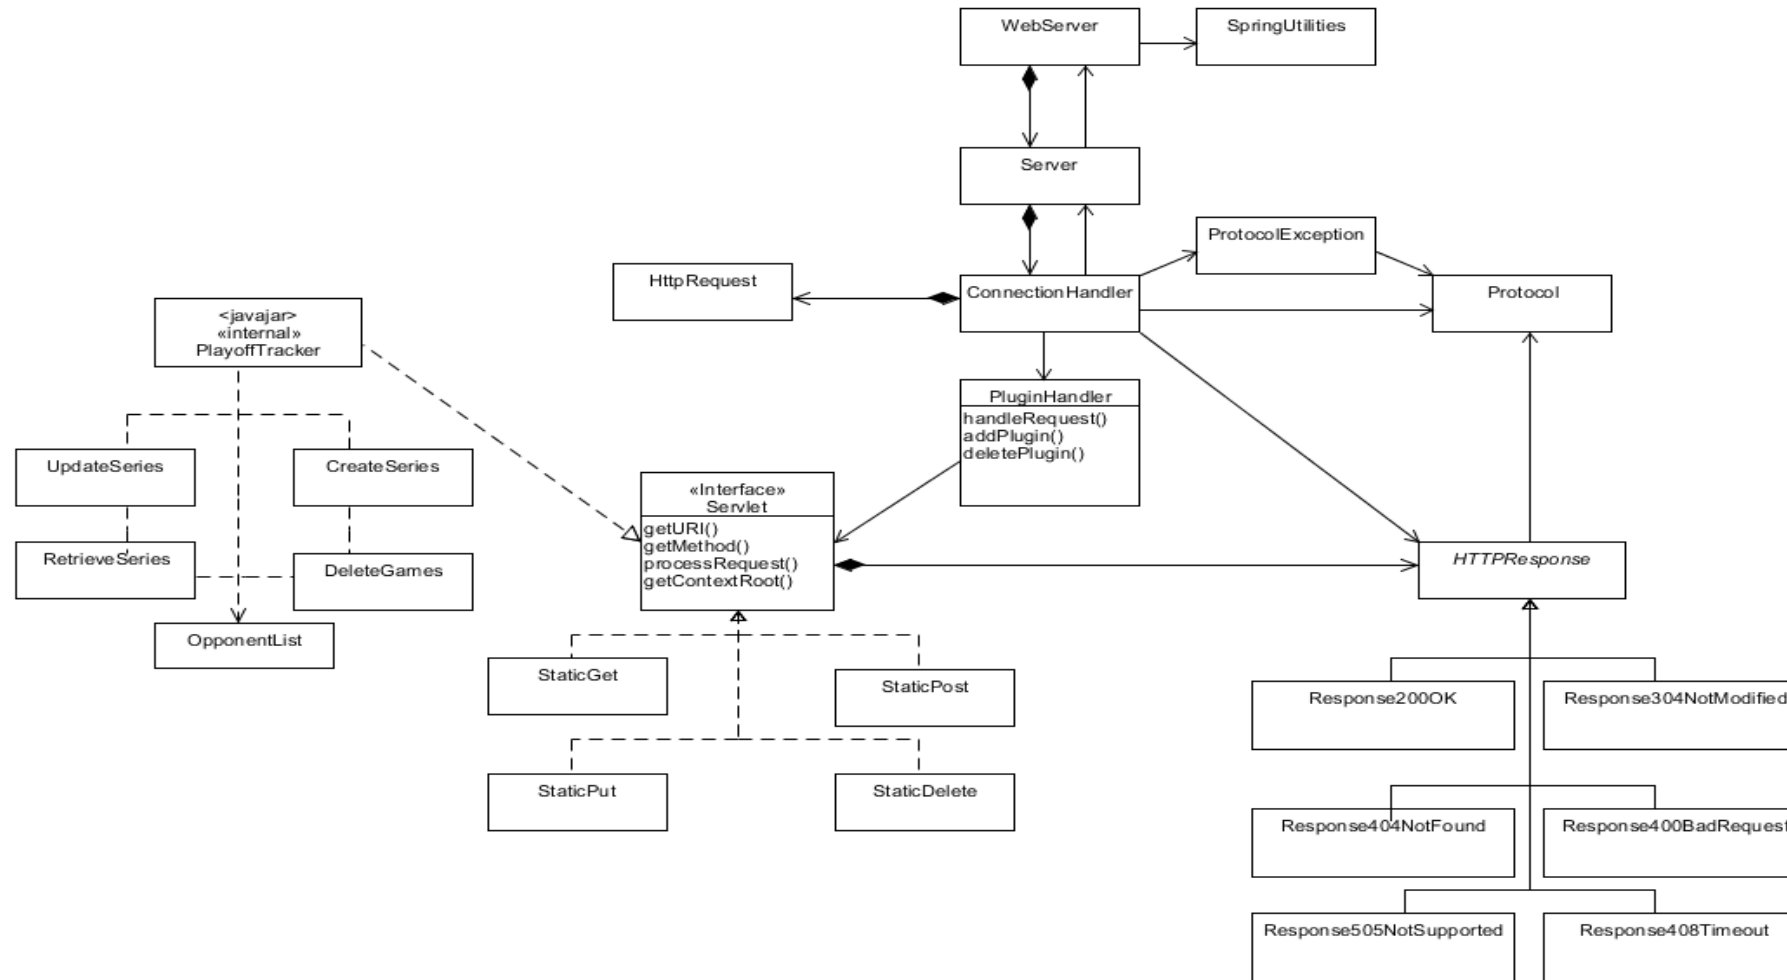 WebServer
SpringUtilities
Server
ProtocolException
HttpRequest
ConnectionHandler
Protocol
<javajar>
«internal»
PlayoffTracker
PluginHandler
handleRequest()
addPlugin()
deletePlugin()
UpdateSeries
CreateSeries
«Interface»
Servlet
getURI()
getMethod()
processRequest()
getContextRoot()
RetrieveSeries
DeleteGames
HTTPResponse
OpponentList
StaticGet
StaticPost
Response200OK
Response304NotModified
StaticPut
StaticDelete
Response404NotFound
Response400BadRequest
Response505NotSupported
Response408Timeout